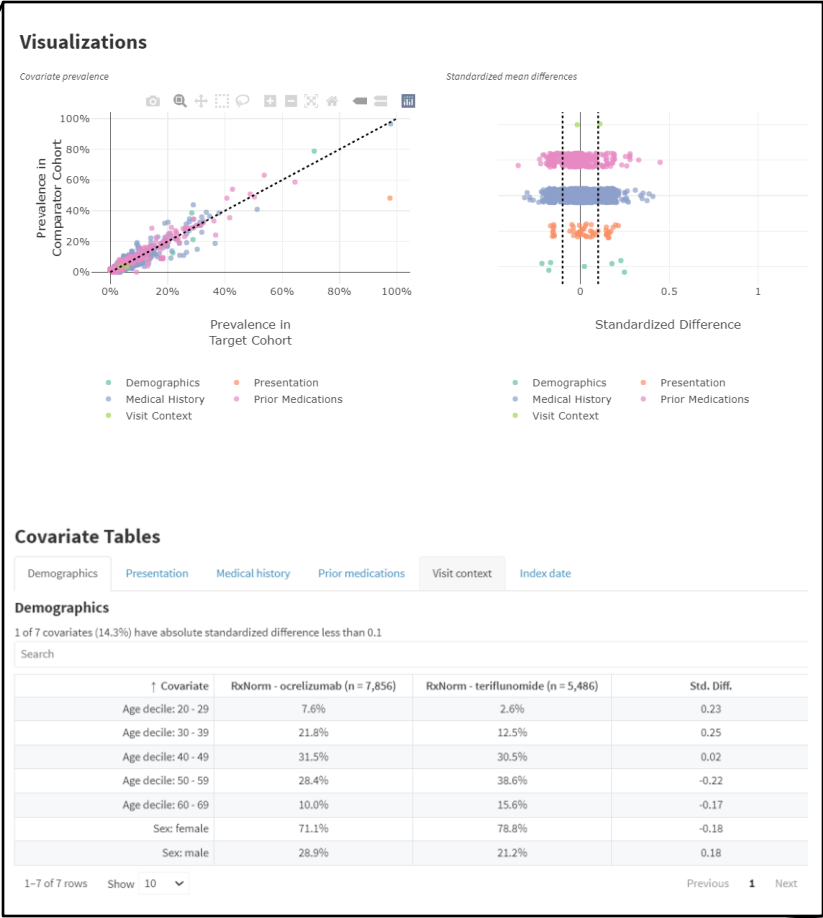 Visualizations
Covariate prevalence
Standardized mean differences
Prevalence in
Comparator Cohort
100%
80%
60%
40%
20%
0%
0% 20% 40% 60% 80% 100%
Prevalence in
Target Cohort
0 0.5 1
Standardized Difference
Demographics Presentation
Medical History Prior Medications
Visit Context
Demographics Presentation
Medical History Prior Medications
Visit Context
Covariate Tables
Demographics Presentation Medical history Prior medications Visit context Index date
Demographics
1 of 7 covariates (14.3%) have absolute standardized difference less than 0.1
Search
↑ Covariate RxNorm - ocrelizumab (n = 7,856) RxNorm - teriflunomide (n = 5,486) Std. Diff.
Age decile: 20 - 29 7.6% 2.6% 0.23
Age decile: 30 - 39 21.8% 12.5% 0.25
Age decile: 40 - 49 31.5% 30.5% 0.02
Age decile: 50 - 59 28.4% 38.6% -0.22
Age decile: 60 - 69 10.0% 15.6% -0.17
Sex: female 71.1% 78.8% -0.18
Sex: male 28.9% 21.2% 0.18
1–7 of 7 rows Show 10 Previous 1 Next